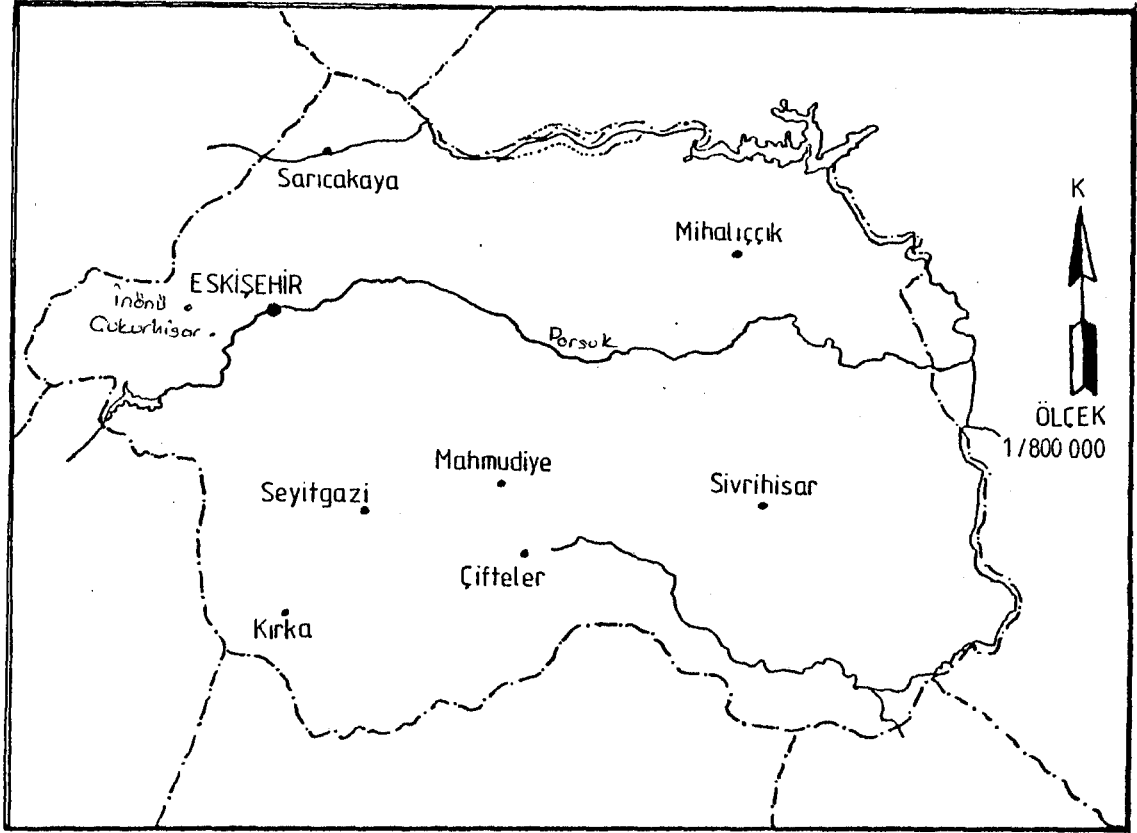 Sarıcakaya
K
Mihalıççık
ESKİŞEHİR
İnönü
Çukurhisar
Porsuk
ÖLÇEK
1/800 000
Mahmudiye
Seyitgazi
Sivrihisar
Çifteler
Kırka